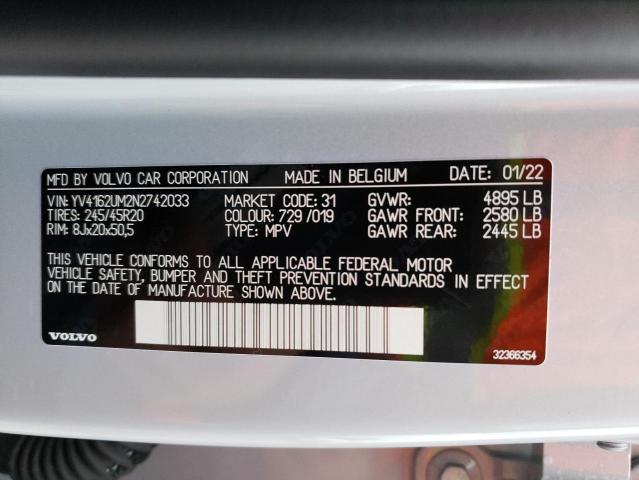 MFD BY VOLVO CAR CORPORATION MADE IN BELGIUM DATE: 01/22
VIN: YV4162UM2N2742033 MARKET CODE: 31 GVWR: 4895 LB
TIRES: 245/45R20 COLOUR: 729/019 GAWR FRONT: 2580 LB
RIM: 8Jx20x50,5 TYPE: MPV GAWR REAR: 2445 LB
THIS VEHICLE CONFORMS TO ALL APPLICABLE FEDERAL MOTOR
VEHICLE SAFETY, BUMPER AND THEFT PREVENTION STANDARDS IN EFFECT
ON THE DATE OF MANUFACTURE SHOWN ABOVE.
VOLVO 32366354